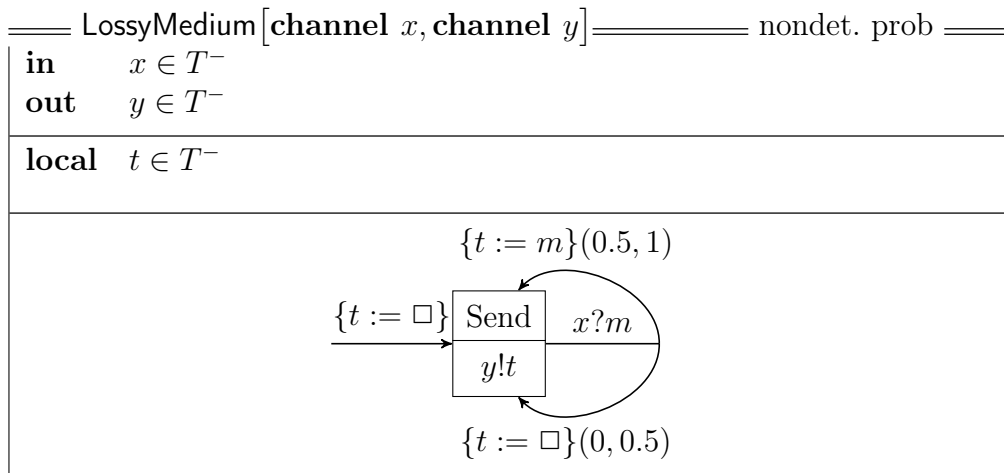 LossyMedium[channel x, channel y] nondet. prob
in x ∈ T⁻
out y ∈ T⁻
local t ∈ T⁻
{t := m}(0.5, 1)
{t := □} Send x?m
y!t
{t := □}(0, 0.5)